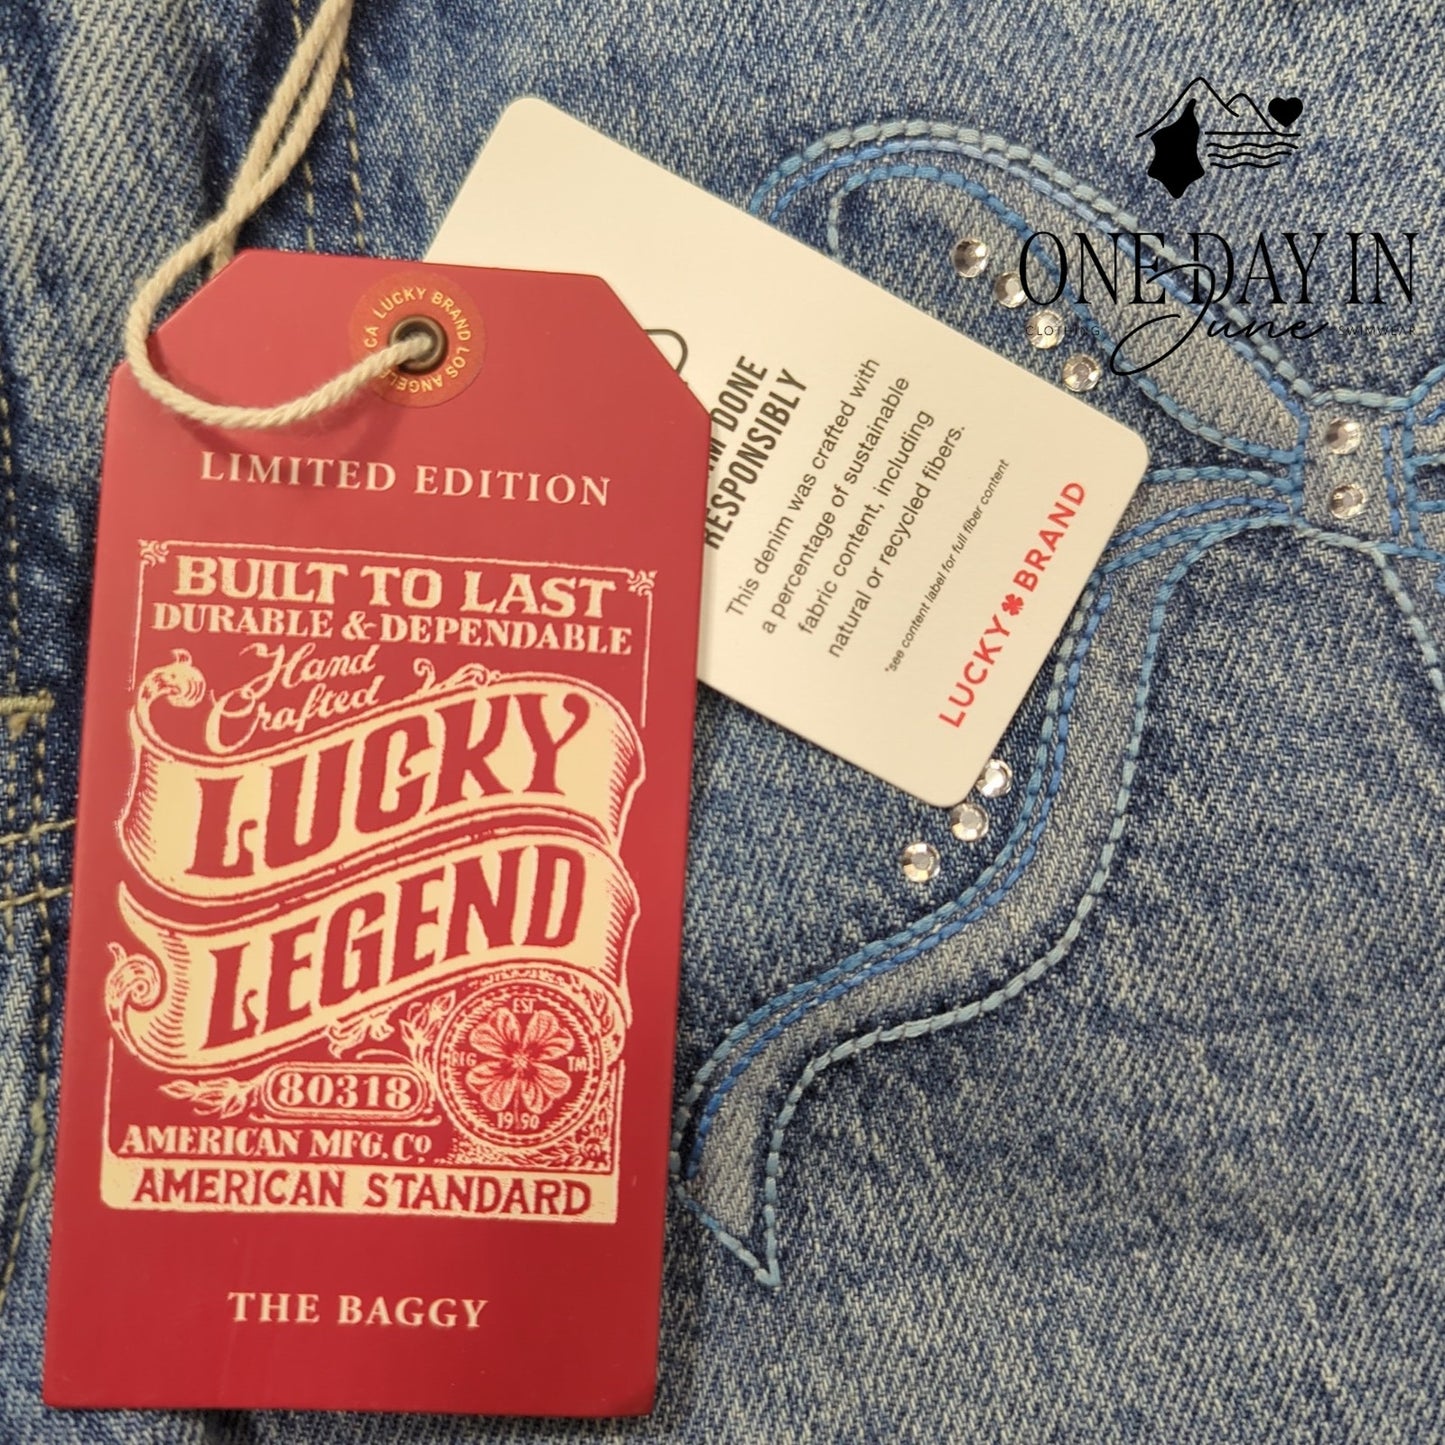 LUCKY BRAND LOS ANGELES CA
LIMITED EDITION
BUILT TO LAST
DURABLE & DEPENDABLE
Hand
Crafted
LUCKY
LEGEND
EST
REG TM
1990
80318
AMERICAN MFG. Co
AMERICAN STANDARD
THE BAGGY
DONE
RESPONSIBLY
This denim was crafted with
a percentage of sustainable
fabric content, including
natural or recycled fibers.
*see content label for full fiber content
LUCKY BRAND
ONE DAY IN
June
CLOTHING SWIMWEAR